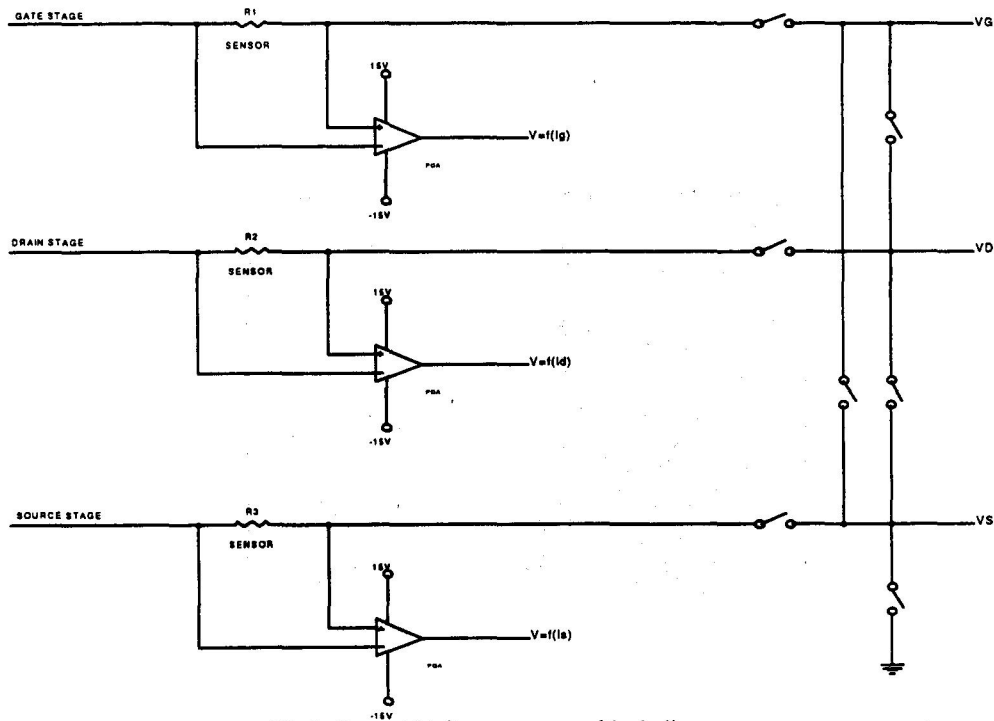 GATE STAGE
R1
SENSOR
VG
15V
V=f(Ig)
PGA
-15V
DRAIN STAGE
R2
SENSOR
VD
15V
V=f(Id)
PGA
-15V
SOURCE STAGE
R3
SENSOR
VS
15V
V=f(Is)
PGA
-15V